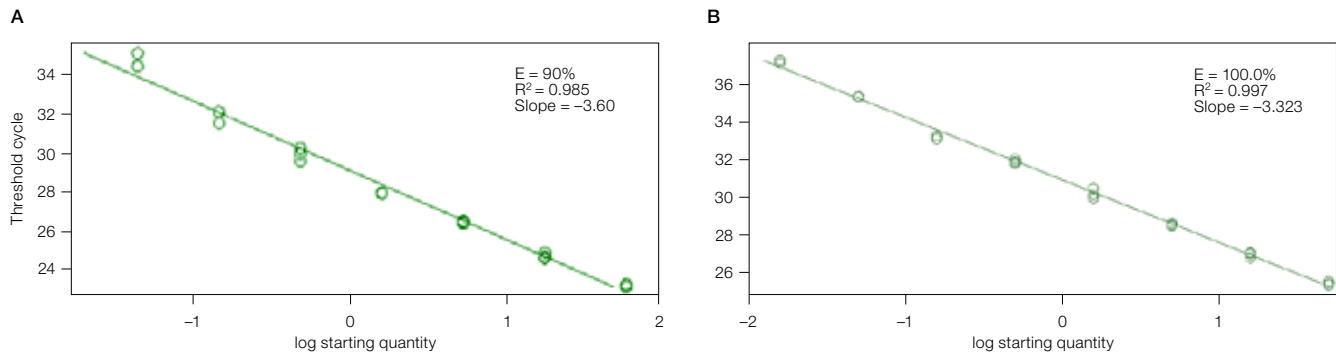 A
Threshold cycle
34
32
30
28
26
24
E = 90%
R² = 0.985
Slope = –3.60
–1
0
1
2
log starting quantity
B
36
34
32
30
28
26
E = 100.0%
R² = 0.997
Slope = –3.323
–2
–1
0
1
log starting quantity